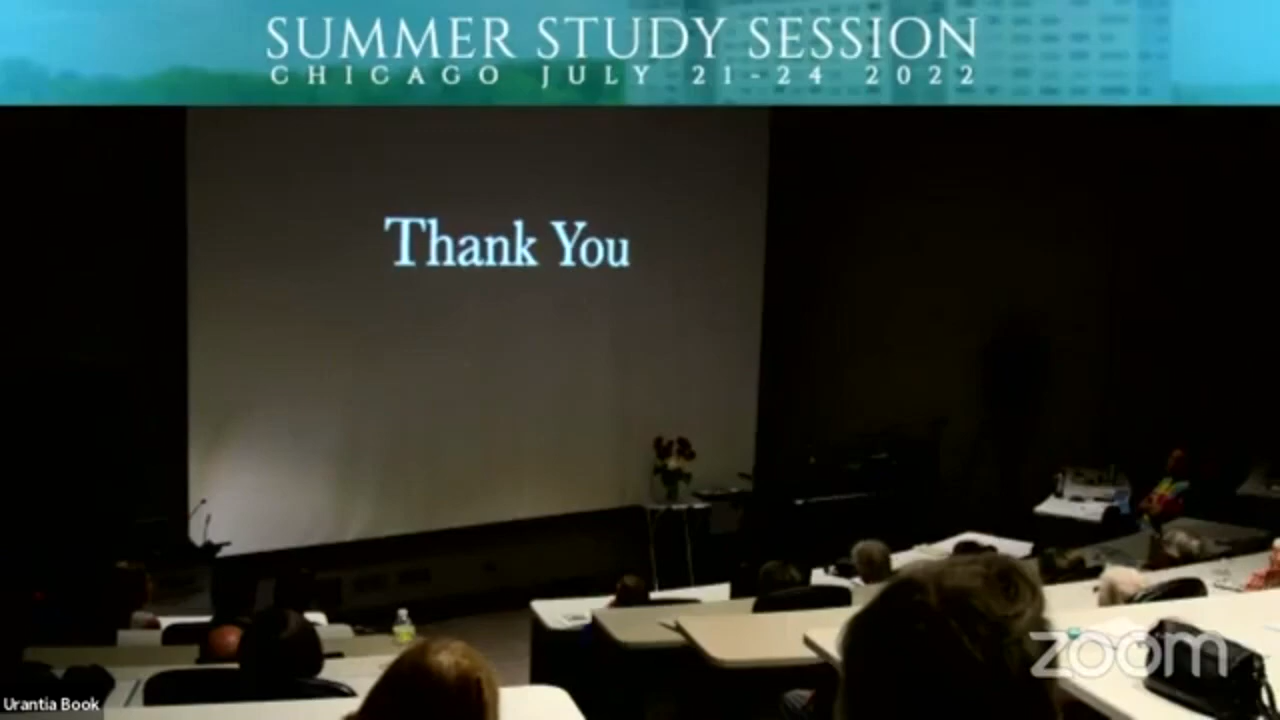 SUMMER STUDY SESSION
CHICAGO JULY 21-24 2022
Thank You
zoom
Urantia Book